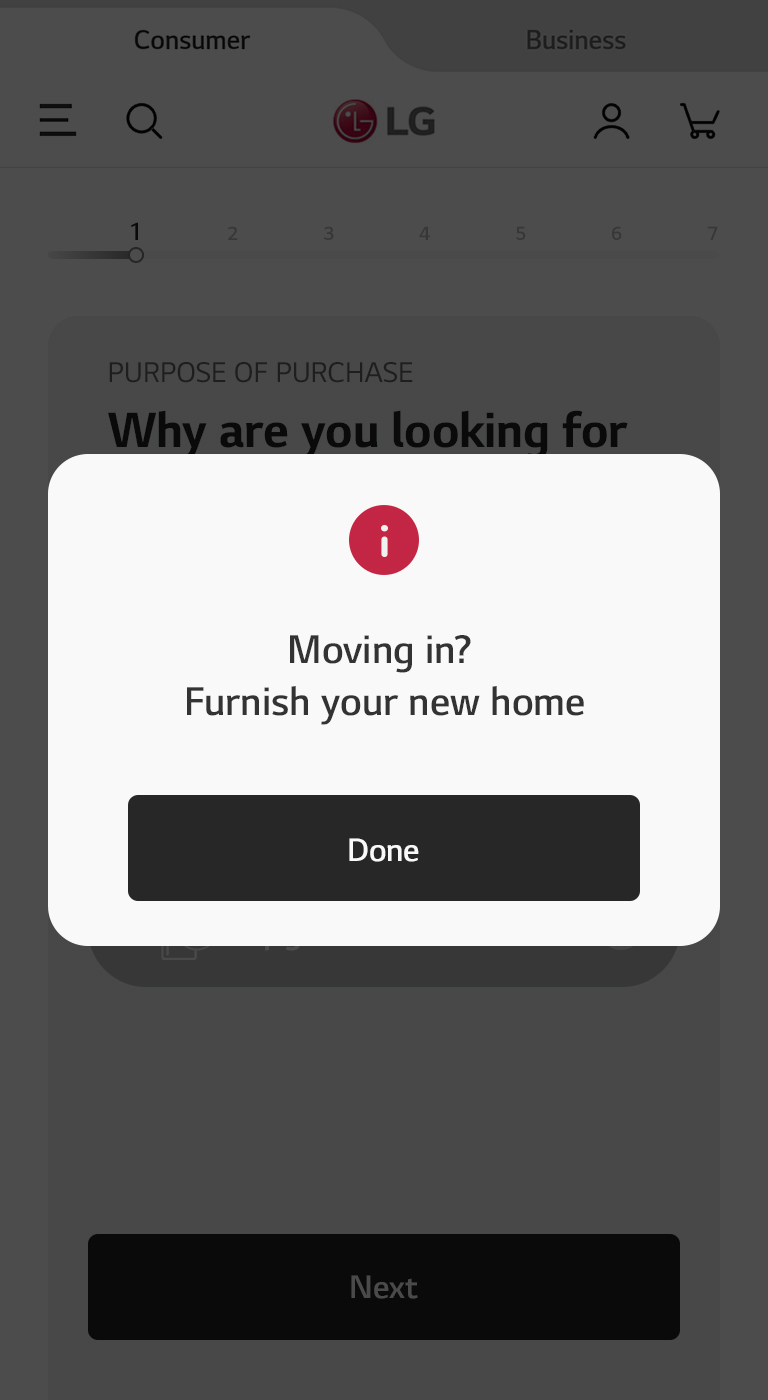 Consumer
Business
LG
1 2 3 4 5 6 7
PURPOSE OF PURCHASE
Why are you looking for
Moving in?
Furnish your new home
Done
Next